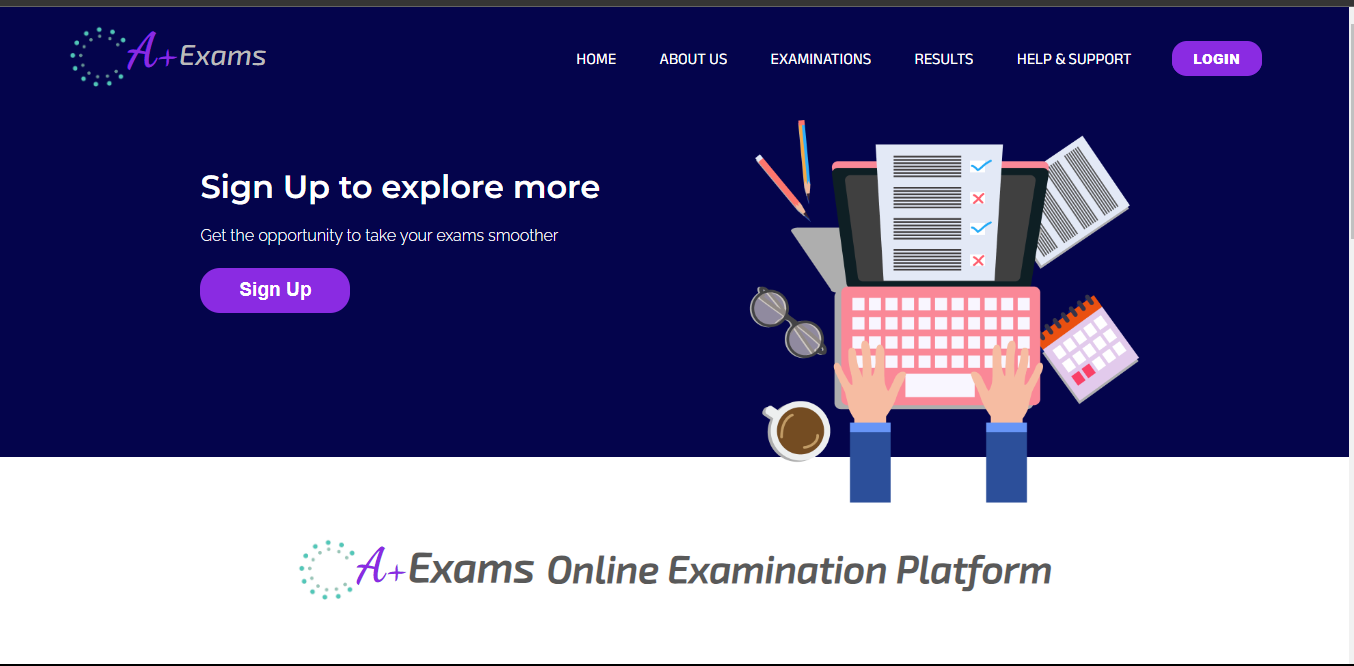 A+ Exams
HOME ABOUT US EXAMINATIONS RESULTS HELP & SUPPORT LOGIN
Sign Up to explore more
Get the opportunity to take your exams smoother
Sign Up
A+ Exams Online Examination Platform